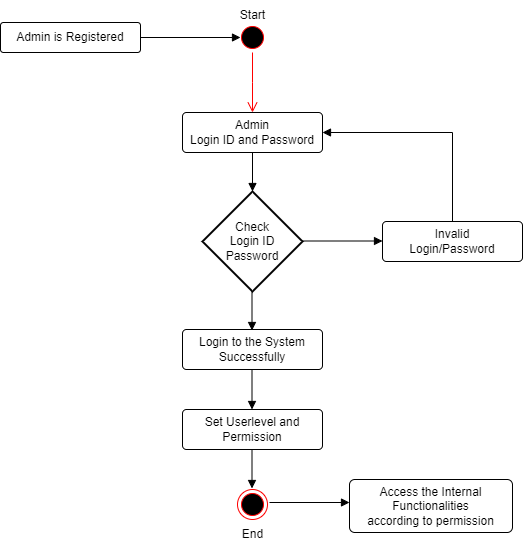 Start
Admin is Registered
Admin
Login ID and Password
Check
Login ID
Password
Invalid
Login/Password
Login to the System
Successfully
Set Userlevel and
Permission
End
Access the Internal
Functionalities
according to permission